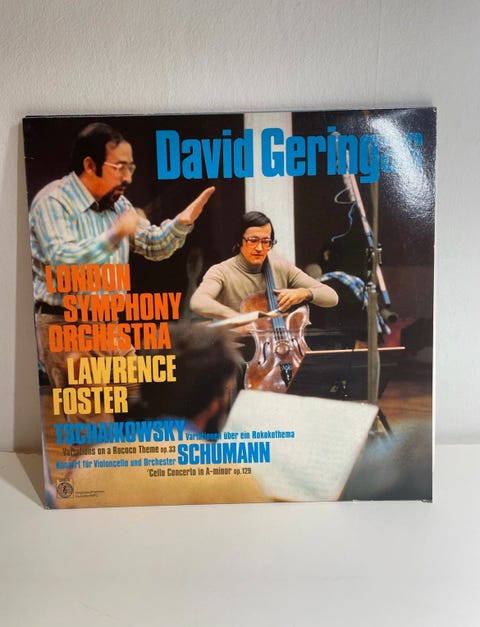 David Geringas
LONDON
SYMPHONY
ORCHESTRA
LAWRENCE
FOSTER
TSCHAIKOWSKY Variationen über ein Rokokothema
Variations on a Rococo Theme op.33 SCHUMANN
Konzert für Violoncello und Orchester
Cello Concerto in A-minor op.129